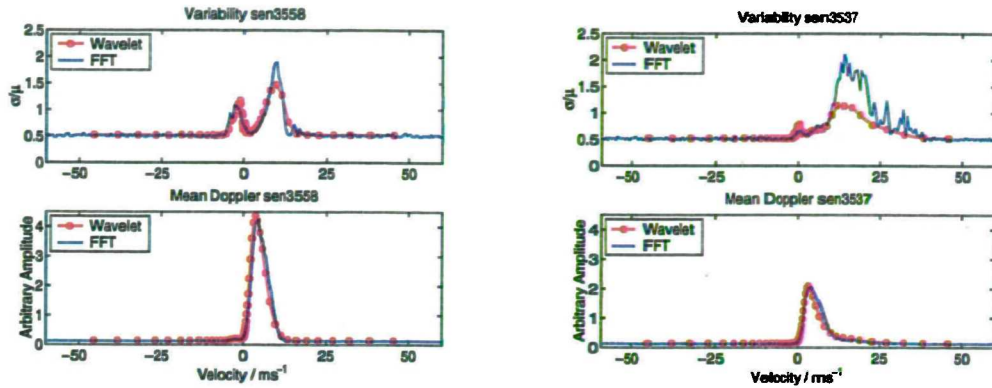 Variability sen3558
2.5
2
1.5
1
0.5
0
σ/μ
Wavelet
FFT
−50 −25 0 25 50
Mean Doppler sen3558
4
3
2
1
0
Arbitrary Amplitude
Wavelet
FFT
−50 −25 0 25 50
Velocity / ms⁻¹
Variability sen3537
2.5
2
1.5
1
0.5
0
σ/μ
Wavelet
FFT
−50 −25 0 25 50
Mean Doppler sen3537
4
3
2
1
0
Arbitrary Amplitude
Wavelet
FFT
−50 −25 0 25 50
Velocity / ms⁻¹